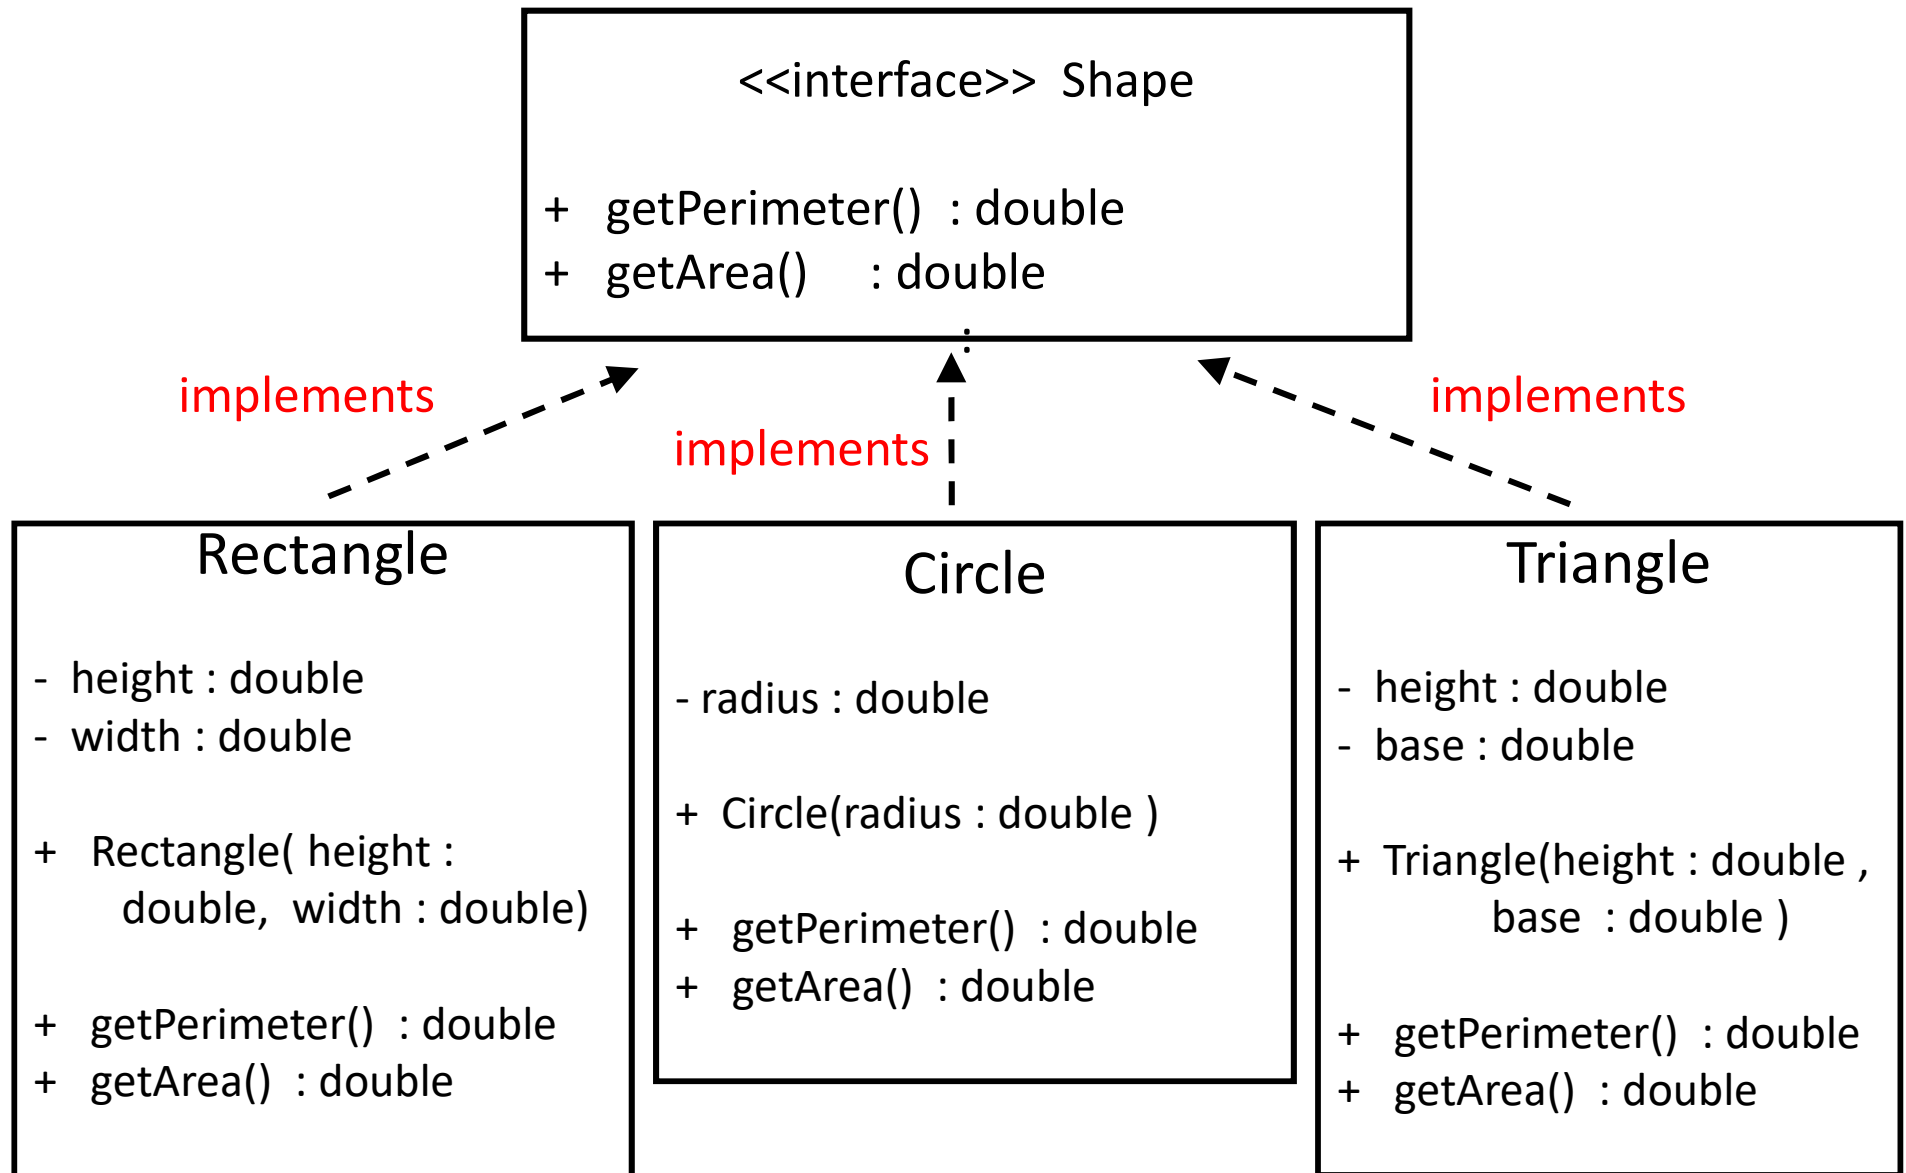 <<interface>> Shape
+ getPerimeter() : double
+ getArea() : double
:
implements
implements
implements
Rectangle
- height : double
- width : double
+ Rectangle( height :
double, width : double)
+ getPerimeter() : double
+ getArea() : double
Circle
- radius : double
+ Circle(radius : double )
+ getPerimeter() : double
+ getArea() : double
Triangle
- height : double
- base : double
+ Triangle(height : double ,
base : double )
+ getPerimeter() : double
+ getArea() : double